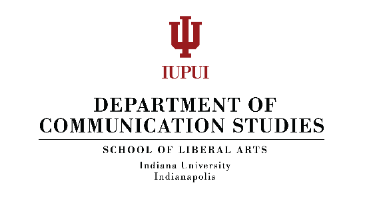 IUPUI
DEPARTMENT OF
COMMUNICATION STUDIES
SCHOOL OF LIBERAL ARTS
Indiana University
Indianapolis